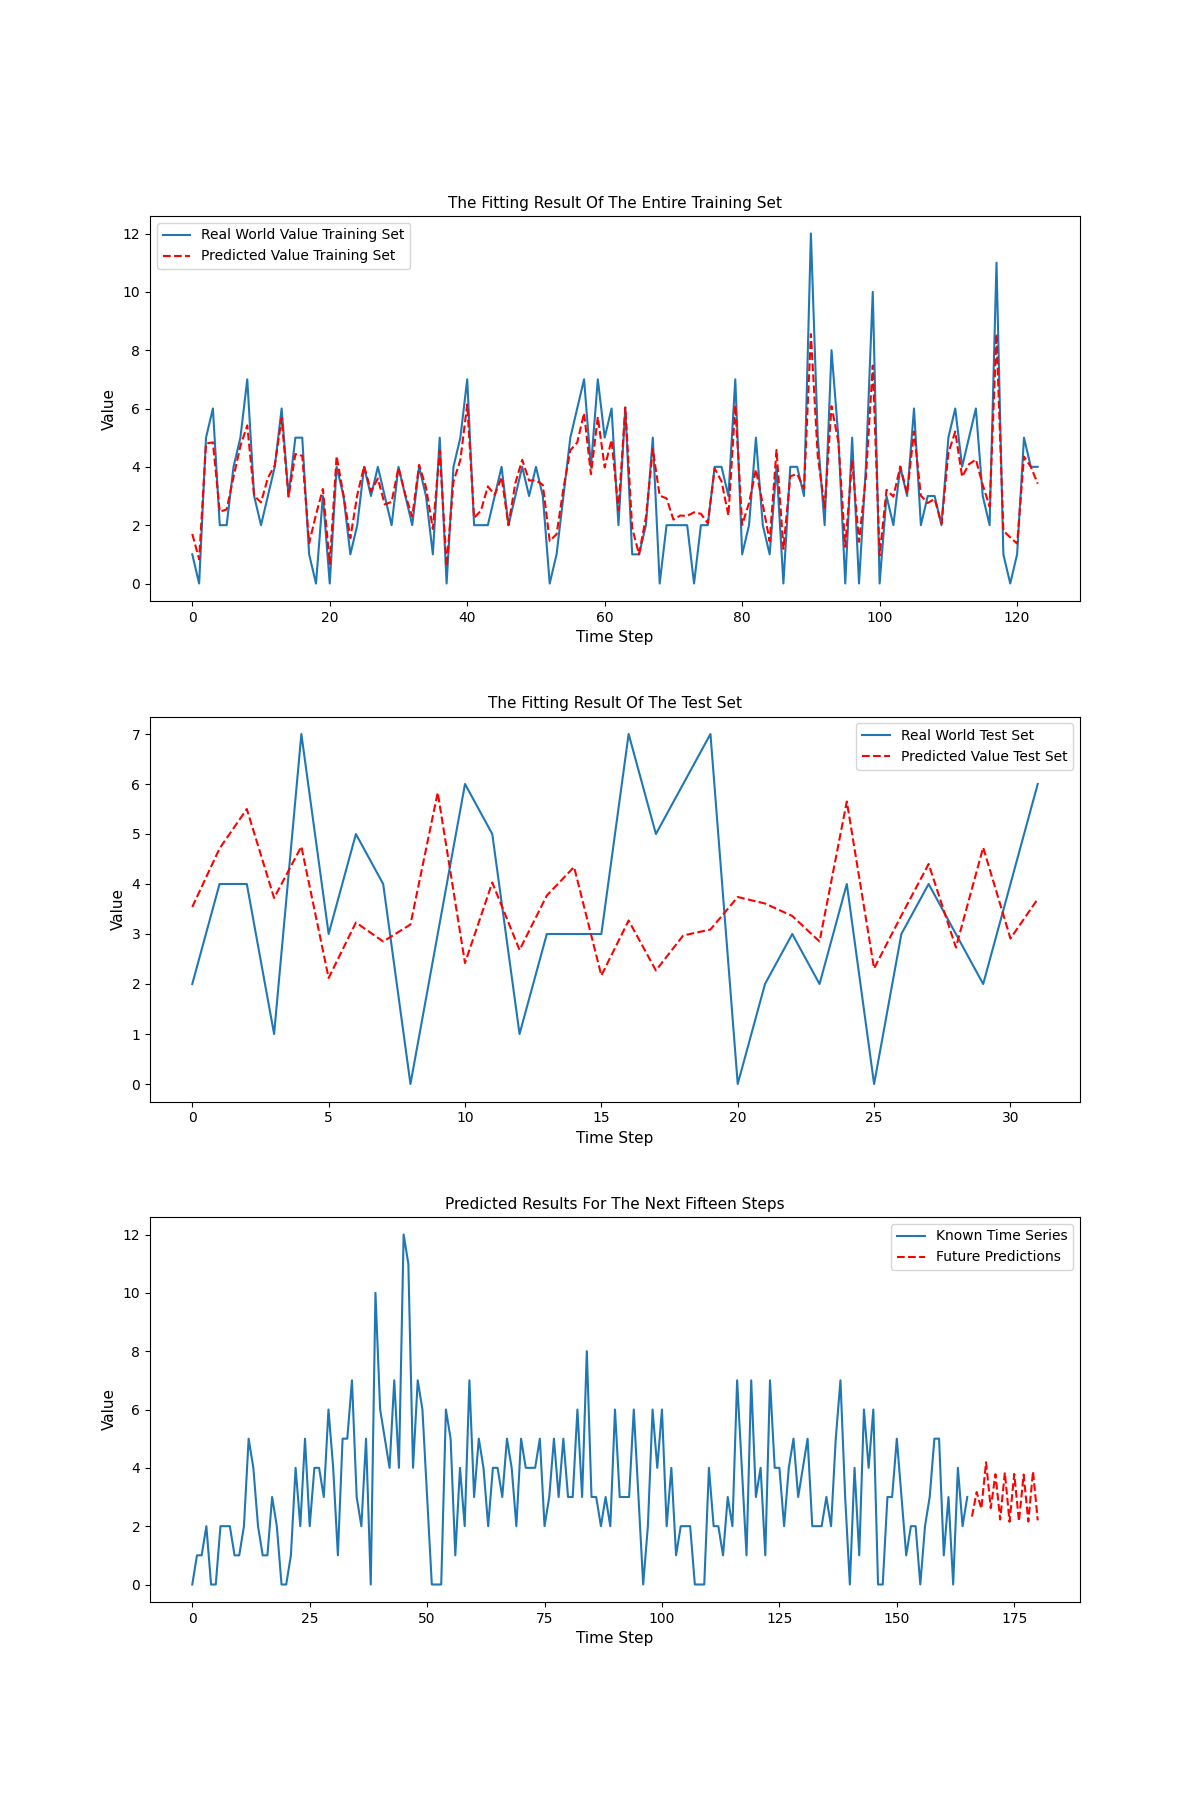 The Fitting Result Of The Entire Training Set
Real World Value Training Set
Predicted Value Training Set
Value
12
10
8
6
4
2
0
0 20 40 60 80 100 120
Time Step
The Fitting Result Of The Test Set
Real World Test Set
Predicted Value Test Set
Value
7
6
5
4
3
2
1
0
0 5 10 15 20 25 30
Time Step
Predicted Results For The Next Fifteen Steps
Known Time Series
Future Predictions
Value
12
10
8
6
4
2
0
0 25 50 75 100 125 150 175
Time Step